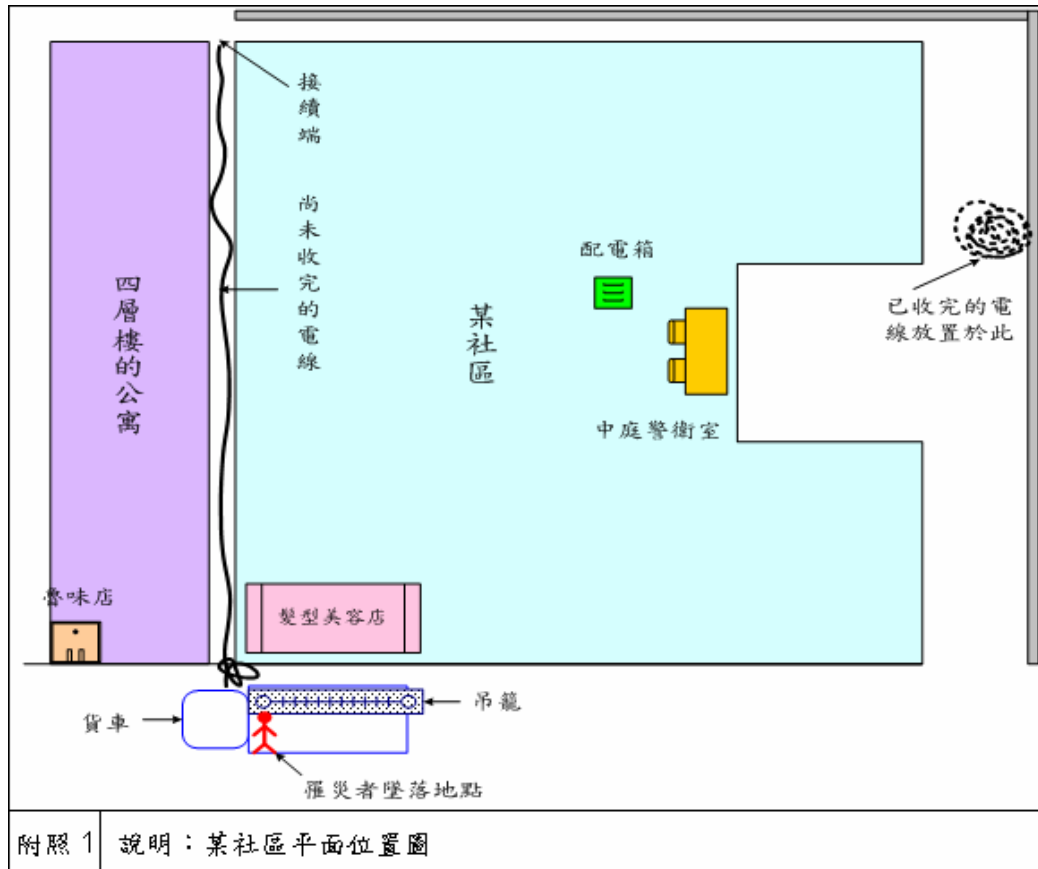 接續端
尚未收完的電線
四層樓的公寓
某社區
配電箱
中庭警衛室
已收完的電
線放置於此
魯味店
髮型美容店
貨車
吊籠
罹災者墜落地點
附照1 說明：某社區平面位置圖